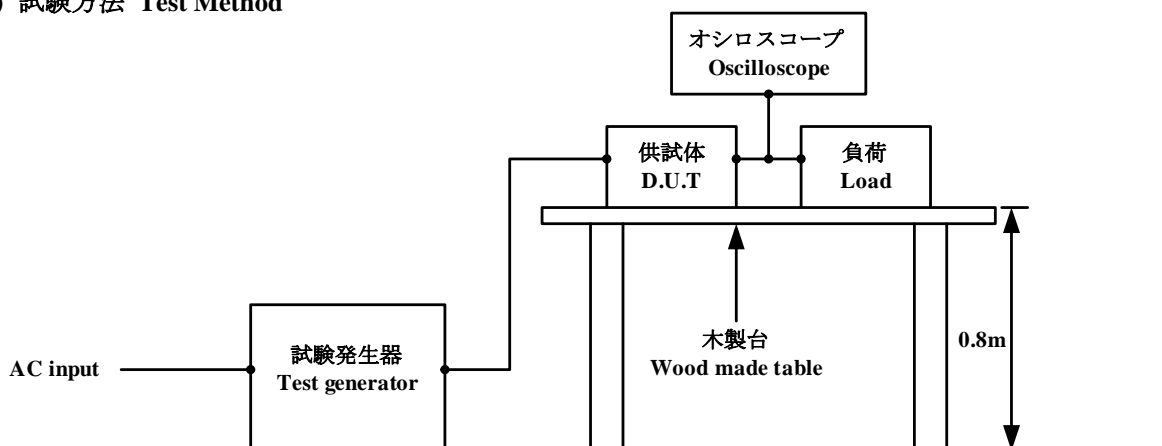 ) 試験方法 Test Method
オシロスコープ
Oscilloscope
供試体
D.U.T
負荷
Load
木製台
Wood made table
0.8m
試験発生器
Test generator
AC input